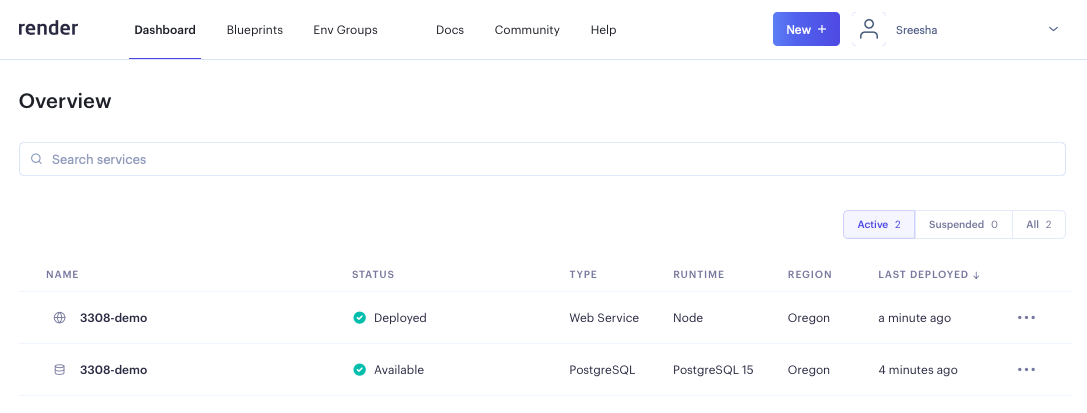 render Dashboard Blueprints Env Groups Docs Community Help New + Sreesha
Overview
Search services
Active 2 Suspended 0 All 2
NAME STATUS TYPE RUNTIME REGION LAST DEPLOYED ↓
3308-demo Deployed Web Service Node Oregon a minute ago
3308-demo Available PostgreSQL PostgreSQL 15 Oregon 4 minutes ago